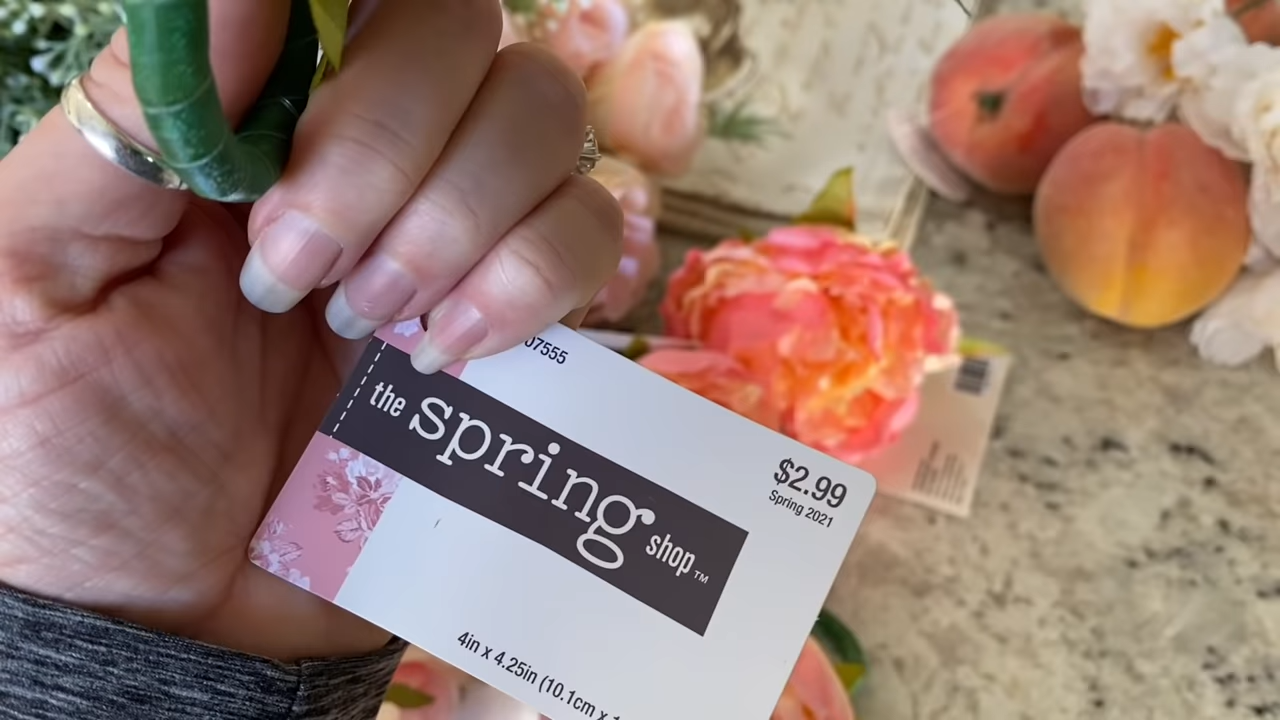 07555
the spring shop™
$2.99
Spring 2021
4in x 4.25in (10.1cm x